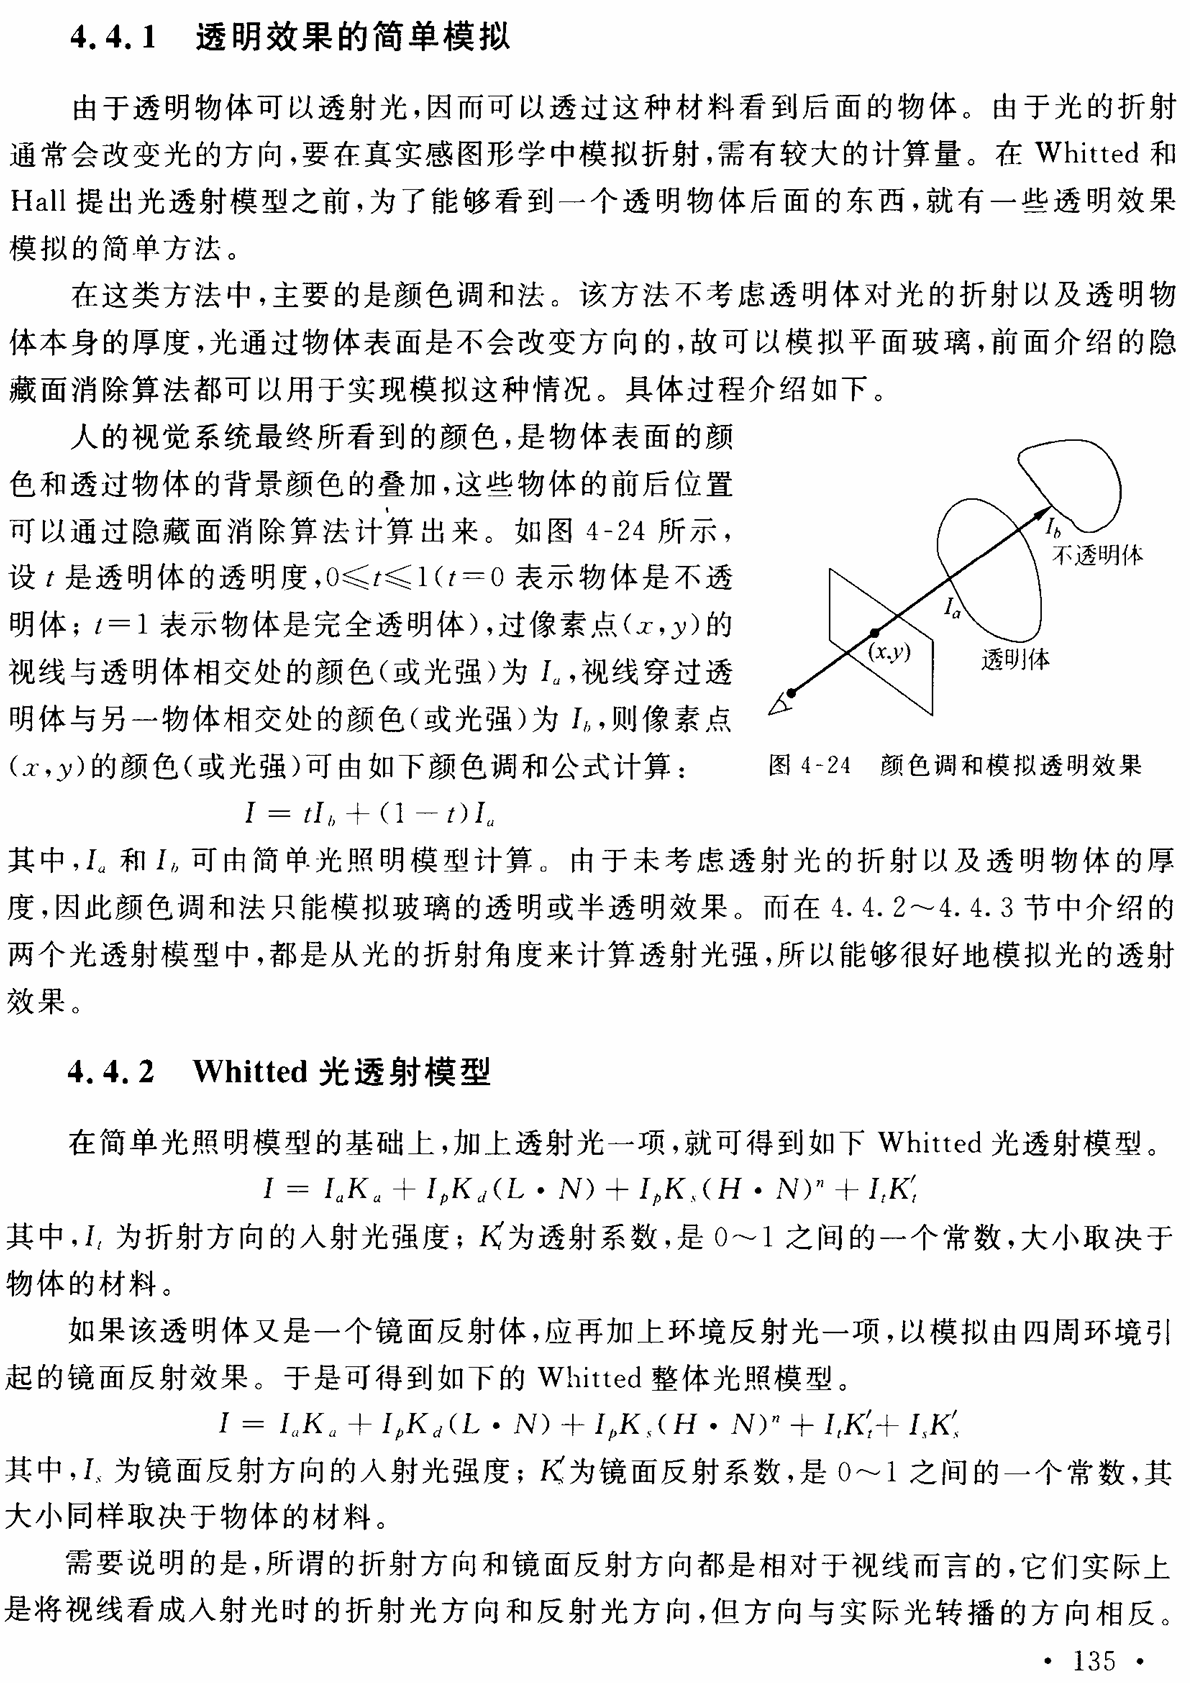 4.4.1 透明效果的简单模拟
由于透明物体可以透射光,因而可以透过这种材料看到后面的物体。由于光的折射
通常会改变光的方向,要在真实感图形学中模拟折射,需有较大的计算量。在 Whitted 和
Hall 提出光透射模型之前,为了能够看到一个透明物体后面的东西,就有一些透明效果
模拟的简单方法。
在这类方法中,主要的是颜色调和法。该方法不考虑透明体对光的折射以及透明物
体本身的厚度,光通过物体表面是不会改变方向的,故可以模拟平面玻璃,前面介绍的隐
藏面消除算法都可以用于实现模拟这种情况。具体过程介绍如下。
人的视觉系统最终所看到的颜色,是物体表面的颜
色和透过物体的背景颜色的叠加,这些物体的前后位置
可以通过隐藏面消除算法计算出来。如图 4-24 所示,
设 t 是透明体的透明度,0≤t≤1(t=0 表示物体是不透
明体; t=1 表示物体是完全透明体),过像素点(x,y)的
视线与透明体相交处的颜色(或光强)为 Iₐ,视线穿过透
明体与另一物体相交处的颜色(或光强)为 I_b,则像素点
(x,y)的颜色(或光强)可由如下颜色调和公式计算:
I_b
不透明体
I_a
(x,y)
透明体
图 4-24 颜色调和模拟透明效果
I = tI_b + (1 - t)I_a
其中,I_a 和 I_b 可由简单光照明模型计算。由于未考虑透射光的折射以及透明物体的厚
度,因此颜色调和法只能模拟玻璃的透明或半透明效果。而在 4.4.2～4.4.3 节中介绍的
两个光透射模型中,都是从光的折射角度来计算透射光强,所以能够很好地模拟光的透射
效果。
4.4.2 Whitted 光透射模型
在简单光照明模型的基础上,加上透射光一项,就可得到如下 Whitted 光透射模型。
I = I_aK_a + I_pK_d(L · N) + I_pK_s(H · N)ⁿ + I_tK′_t
其中,I_t 为折射方向的入射光强度; K′_t为透射系数,是 0～1 之间的一个常数,大小取决于
物体的材料。
如果该透明体又是一个镜面反射体,应再加上环境反射光一项,以模拟由四周环境引
起的镜面反射效果。于是可得到如下的 Whitted 整体光照模型。
I = I_aK_a + I_pK_d(L · N) + I_pK_s(H · N)ⁿ + I_tK′_t + I_sK′_s
其中,I_s 为镜面反射方向的入射光强度; K′_s为镜面反射系数,是 0～1 之间的一个常数,其
大小同样取决于物体的材料。
需要说明的是,所谓的折射方向和镜面反射方向都是相对于视线而言的,它们实际上
是将视线看成入射光时的折射光方向和反射光方向,但方向与实际光转播的方向相反。
· 135 ·